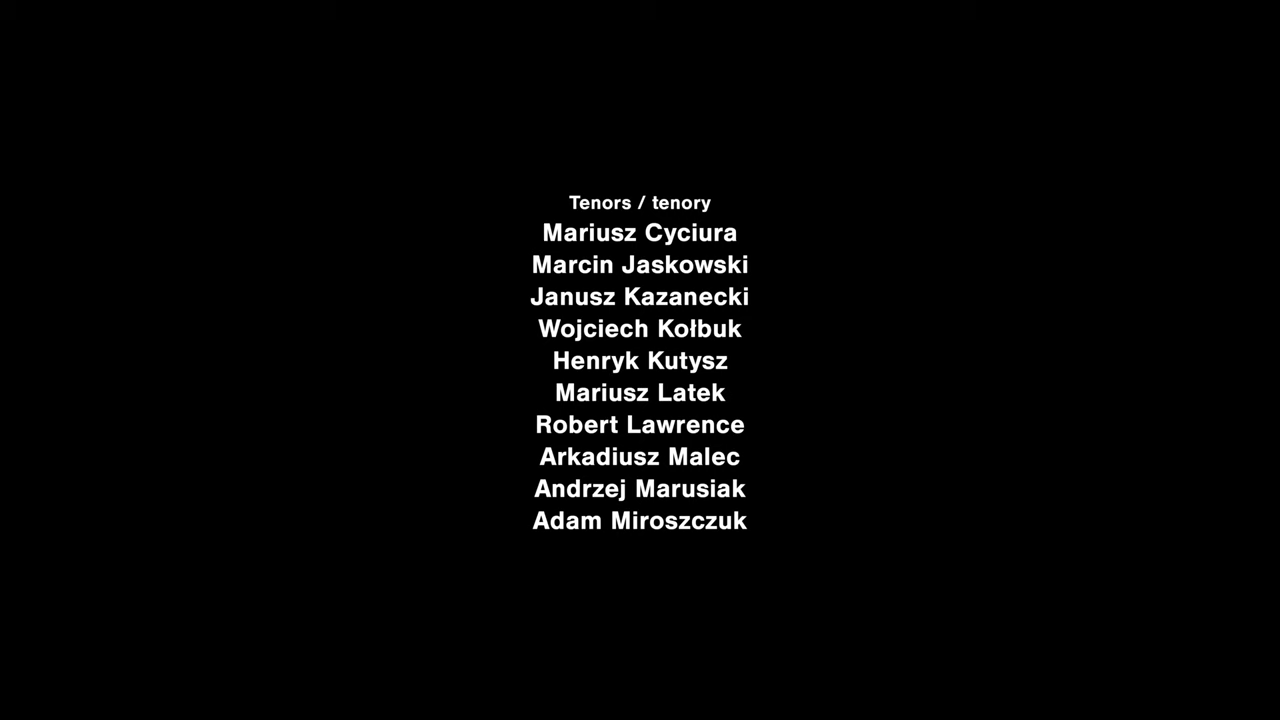 Tenors / tenory
Mariusz Cyciura
Marcin Jaskowski
Janusz Kazanecki
Wojciech Kołbuk
Henryk Kutysz
Mariusz Latek
Robert Lawrence
Arkadiusz Malec
Andrzej Marusiak
Adam Miroszczuk